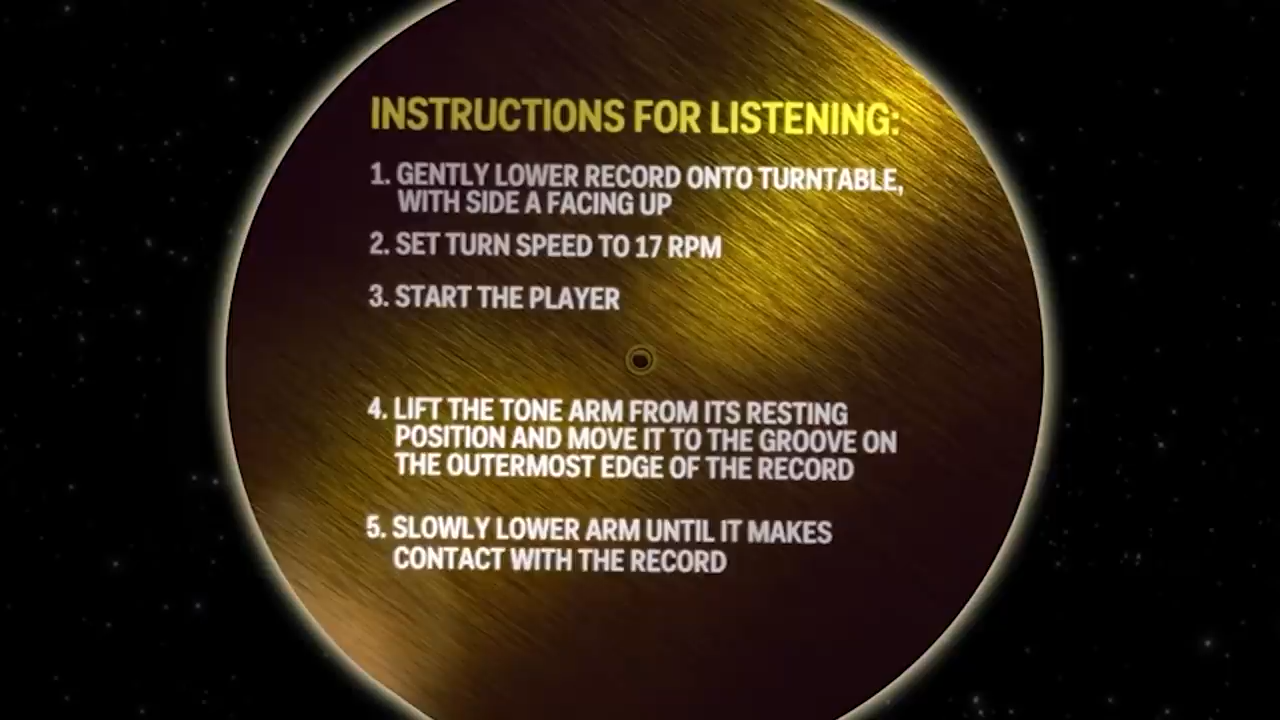 INSTRUCTIONS FOR LISTENING:
1. GENTLY LOWER RECORD ONTO TURNTABLE,
WITH SIDE A FACING UP
2. SET TURN SPEED TO 17 RPM
3. START THE PLAYER
4. LIFT THE TONE ARM FROM ITS RESTING
POSITION AND MOVE IT TO THE GROOVE ON
THE OUTERMOST EDGE OF THE RECORD
5. SLOWLY LOWER ARM UNTIL IT MAKES
CONTACT WITH THE RECORD